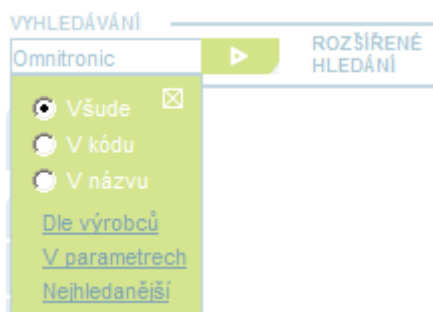 VYHLEDÁVÁNÍ
Omnitronic
ROZŠÍŘENÉ
HLEDÁNÍ
Všude
V kódu
V názvu
Dle výrobců
V parametrech
Nejhledanější